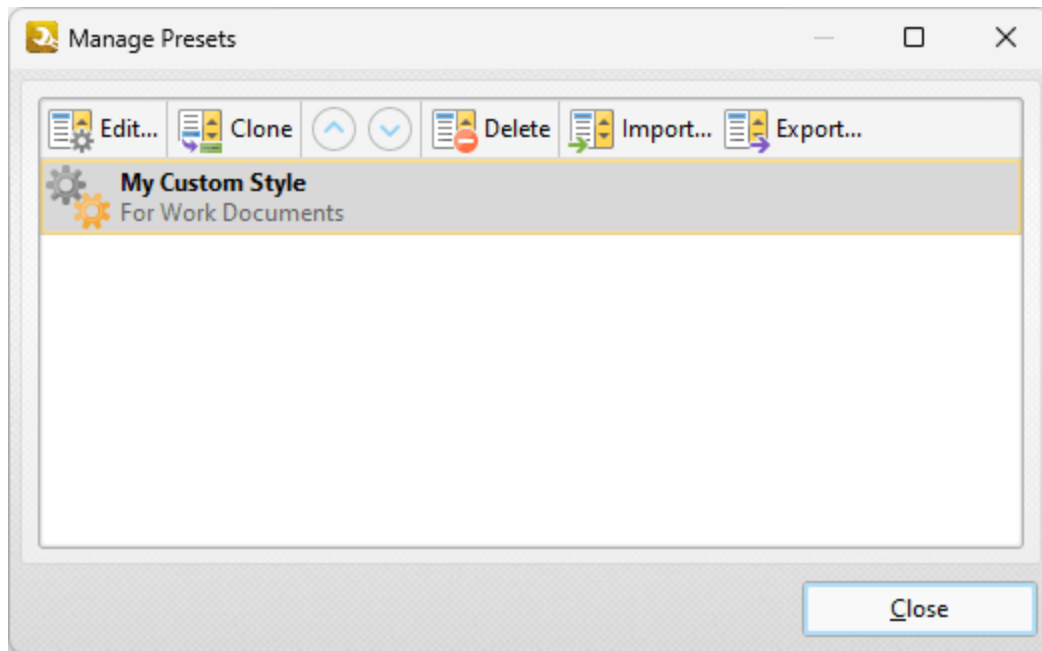 Manage Presets
Edit... Clone Delete Import... Export...
My Custom Style
For Work Documents
Close